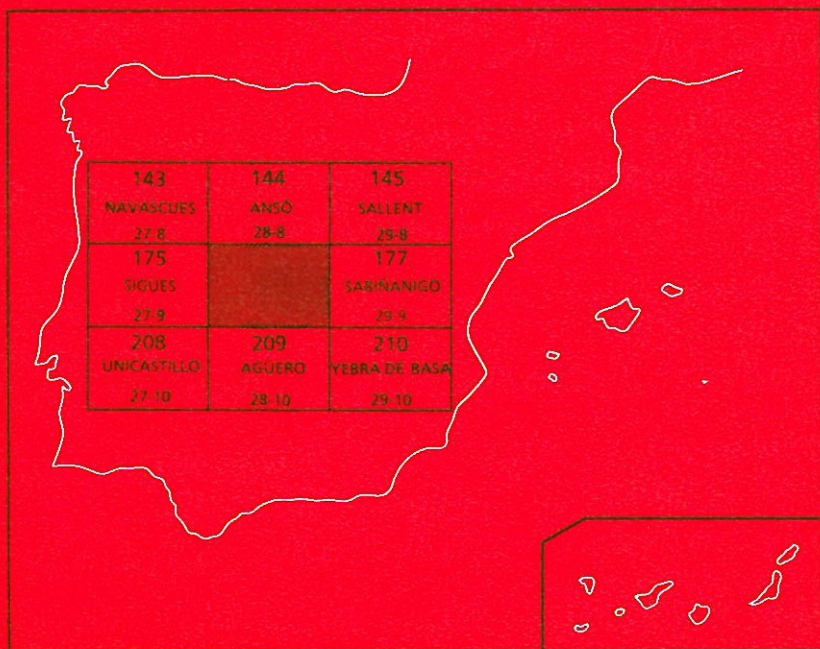 143
NAVASCUES
27-8
144
ANSÓ
28-8
145
SALLENT
29-8
175
SIGUES
27-9
177
SABIÑANIGO
29-9
208
UNICASTILLO
27-10
209
AGÜERO
28-10
210
YEBRA DE BASA
29-10